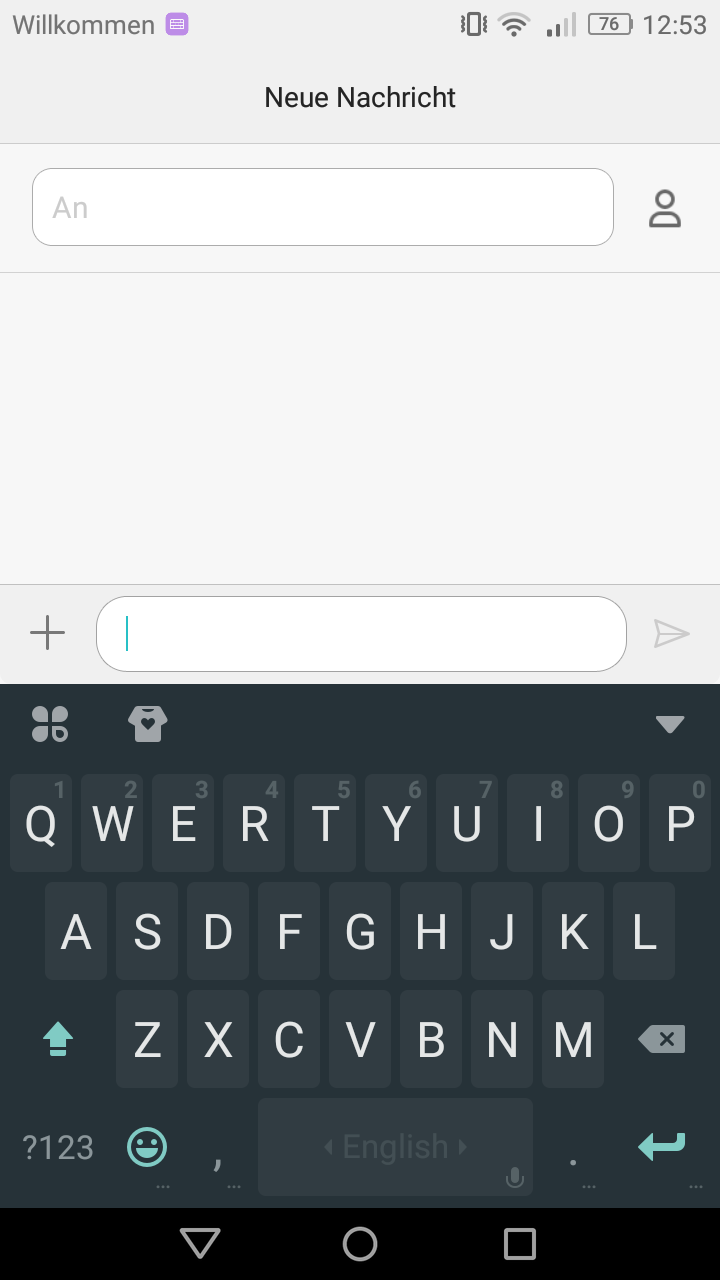 Willkommen 76 12:53
Neue Nachricht
An
1 2 3 4 5 6 7 8 9 0
Q W E R T Y U I O P
A S D F G H J K L
Z X C V B N M
?123 , English .